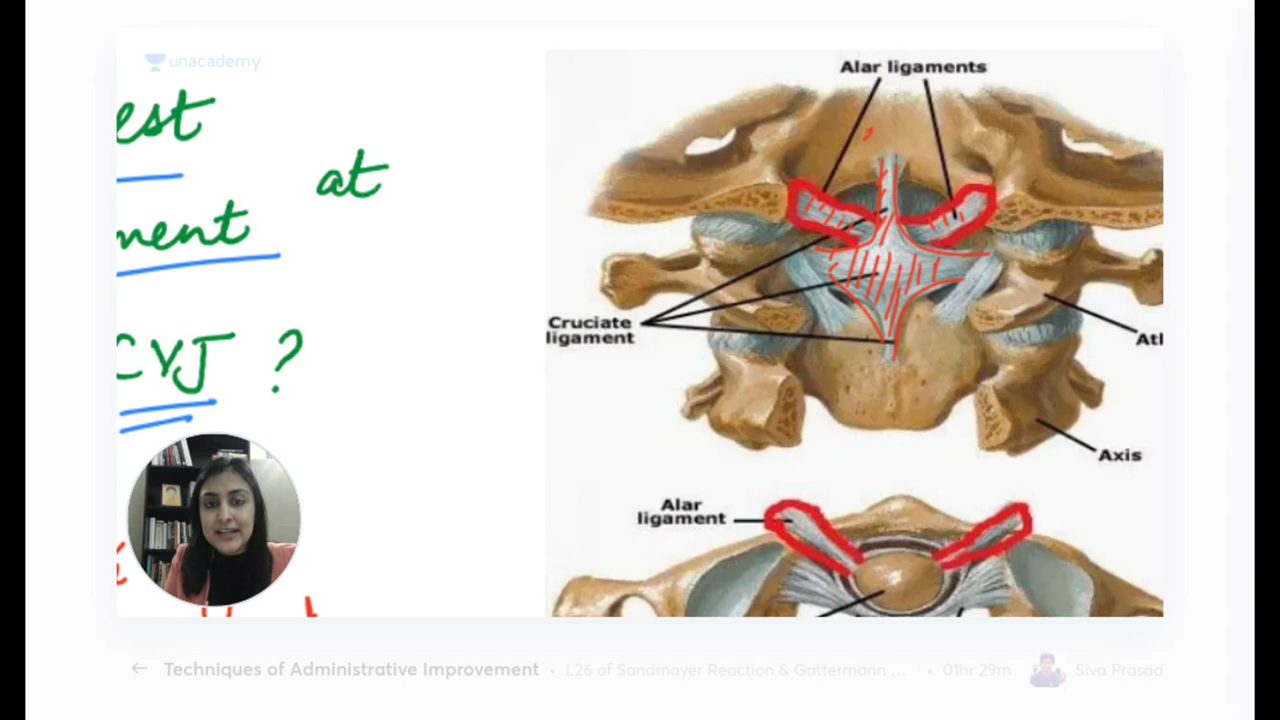 unacademy
est
at
ment
CVJ ?
Alar ligaments
Cruciate
ligament
Atl
Axis
Alar
ligament
← Techniques of Administrative Improvement • L26 of Sandmayer Reaction & Gattermann ... • 01hr 29m Siva Prasad